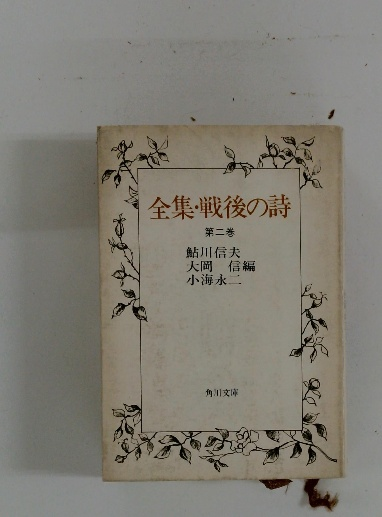 全集・戦後の詩
第二巻
鮎川信夫
大岡 信編
小海永二
角川文庫